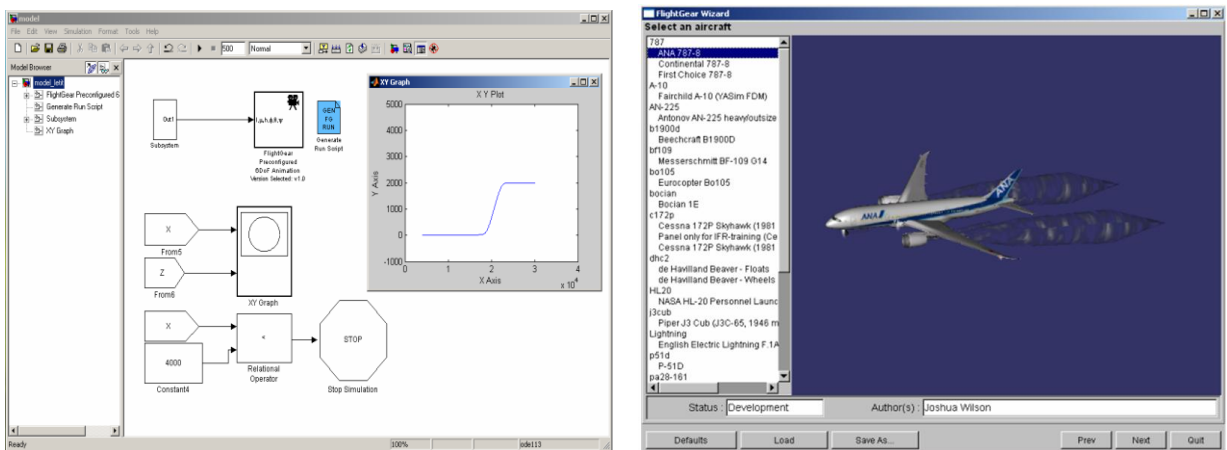 model
File Edit View Simulation Format Tools Help
500 Normal
Model Browser
model_letif
FlightGear Preconfigured 6
Generate Run Script
Subsystem
XY Graph
Out1
Subsystem
FlightGear
Preconfigured
6DoF Animation
Version Selected: v1.0
GEN
FG
RUN
Generate
Run Script
X
From5
Z
From6
XY Graph
X
4000
Constant4
<
Relational
Operator
STOP
Stop Simulation
XY Graph
X Y Plot
5000
4000
3000
2000
1000
0
-1000
Y Axis
0 1 2 3 4
X Axis
x 10^4
Ready 100% ode113
FlightGear Wizard
Select an aircraft
787
ANA 787-8
Continental 787-8
First Choice 787-8
A-10
Fairchild A-10 (YASim FDM)
AN-225
Antonov AN-225 heavy/outsize
b1900d
Beechcraft B1900D
bf109
Messerschmitt BF-109 G14
bo105
Eurocopter Bo105
bocian
Bocian 1E
c172p
Cessna 172P Skyhawk (1981
Panel only for IFR-training (Ce
Cessna 172P Skyhawk (1981
dhc2
de Havilland Beaver - Floats
de Havilland Beaver - Wheels
HL20
NASA HL-20 Personnel Launc
j3cub
Piper J3 Cub (J3C-65, 1946 m
Lightning
English Electric Lightning F.1A
p51d
P-51D
pa28-161
ANA
ANA
Status : Development Author(s) : Joshua Wilson
Defaults Load Save As... Prev Next Quit